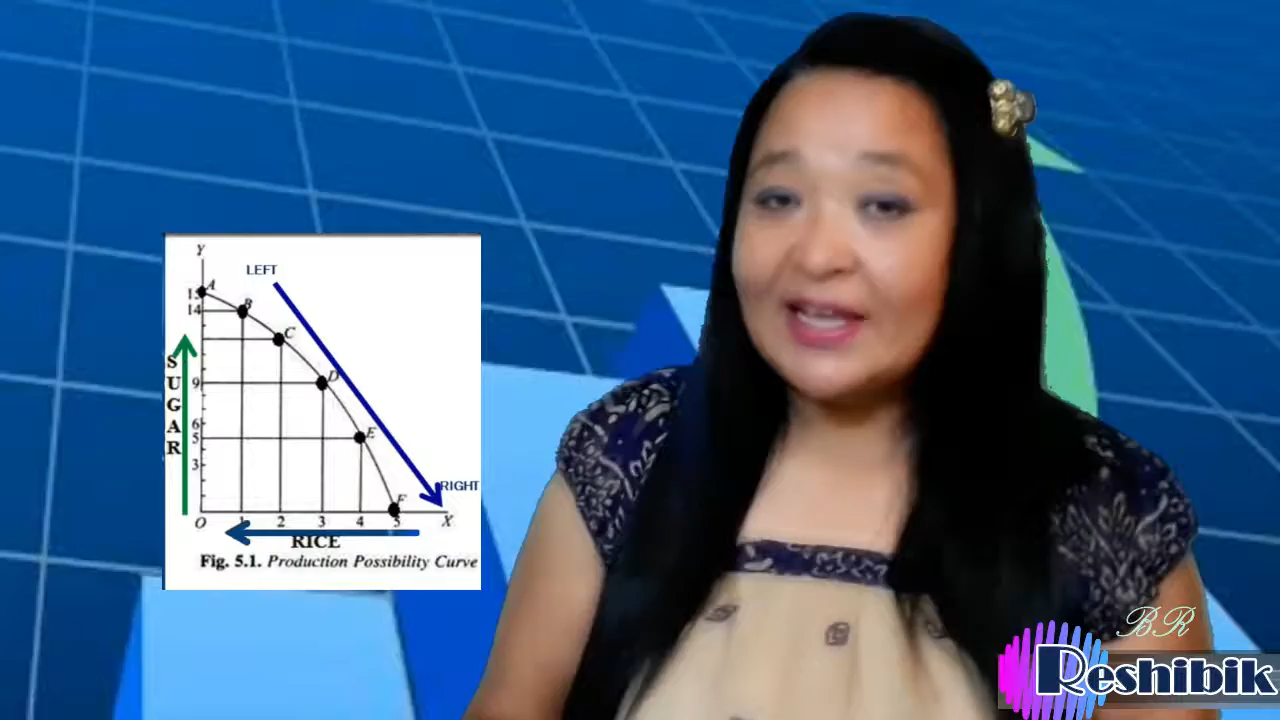 Y
LEFT
15 A
14 B
C
9 D
6
5 E
3
SUGAR
F RIGHT
O 1 2 3 4 5 X
RICE
Fig. 5.1. Production Possibility Curve
BR
Reshibik